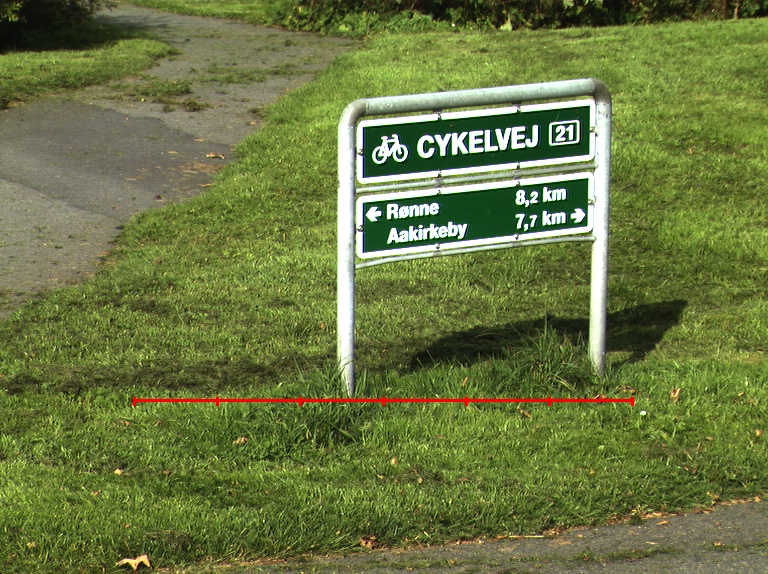 CYKELVEJ 21
Rønne 8,2 km
Aakirkeby 7,7 km